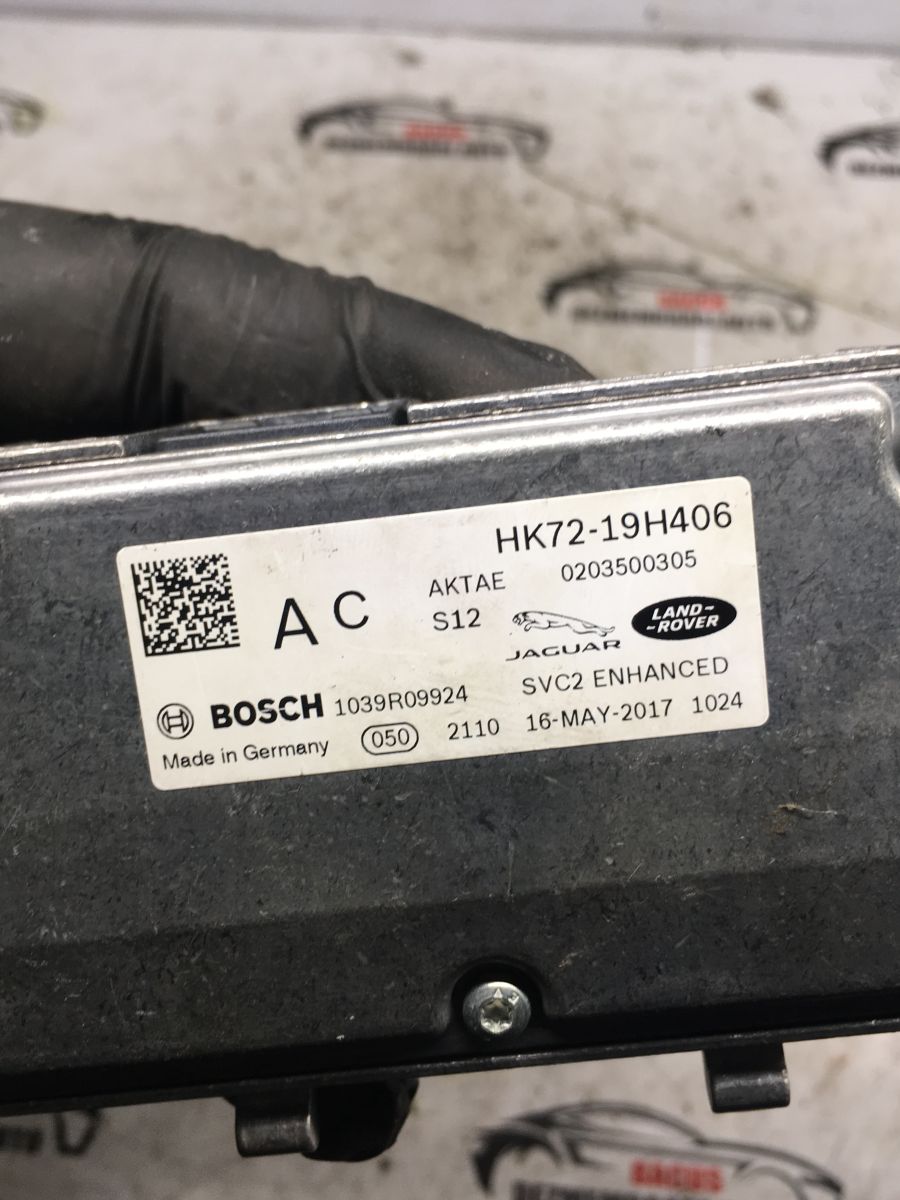 HK72-19H406
AKTAE 0203500305
A C S12 JAGUAR LAND-
-ROVER
BOSCH 1039R09924 SVC2 ENHANCED
Made in Germany 050 2110 16-MAY-2017 1024
BACUS